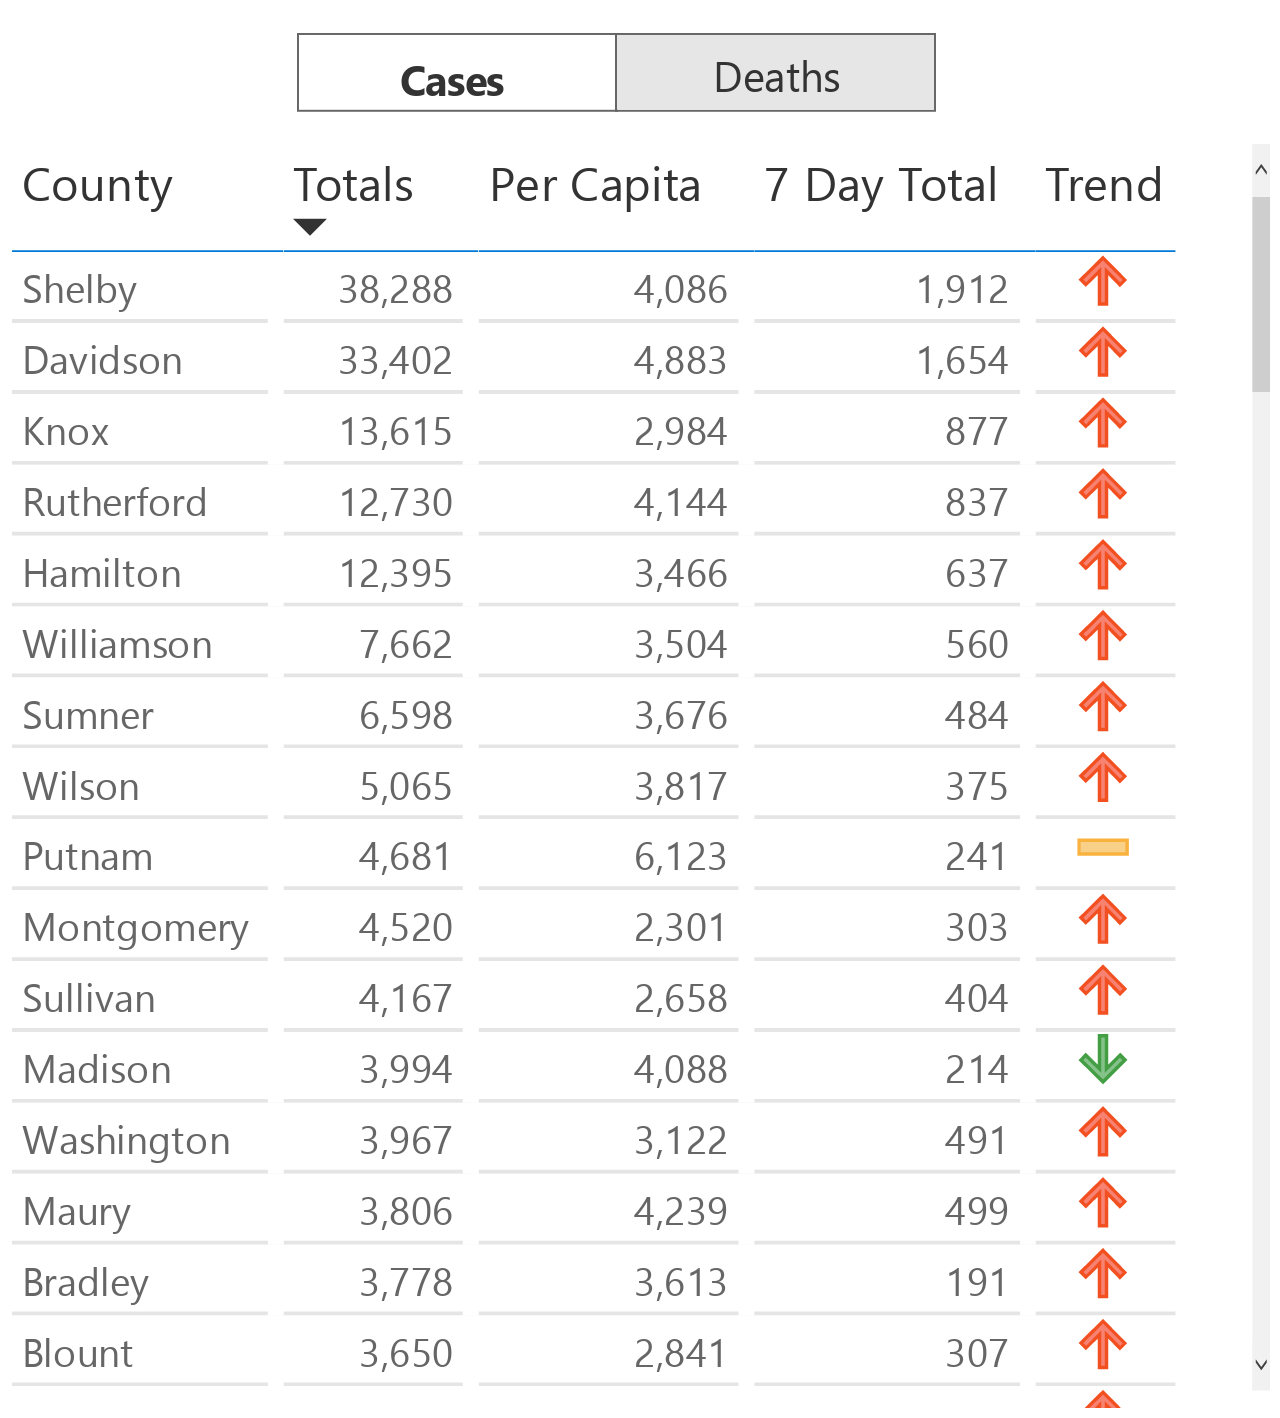 Cases Deaths
County Totals Per Capita 7 Day Total Trend
Shelby 38,288 4,086 1,912
Davidson 33,402 4,883 1,654
Knox 13,615 2,984 877
Rutherford 12,730 4,144 837
Hamilton 12,395 3,466 637
Williamson 7,662 3,504 560
Sumner 6,598 3,676 484
Wilson 5,065 3,817 375
Putnam 4,681 6,123 241
Montgomery 4,520 2,301 303
Sullivan 4,167 2,658 404
Madison 3,994 4,088 214
Washington 3,967 3,122 491
Maury 3,806 4,239 499
Bradley 3,778 3,613 191
Blount 3,650 2,841 307